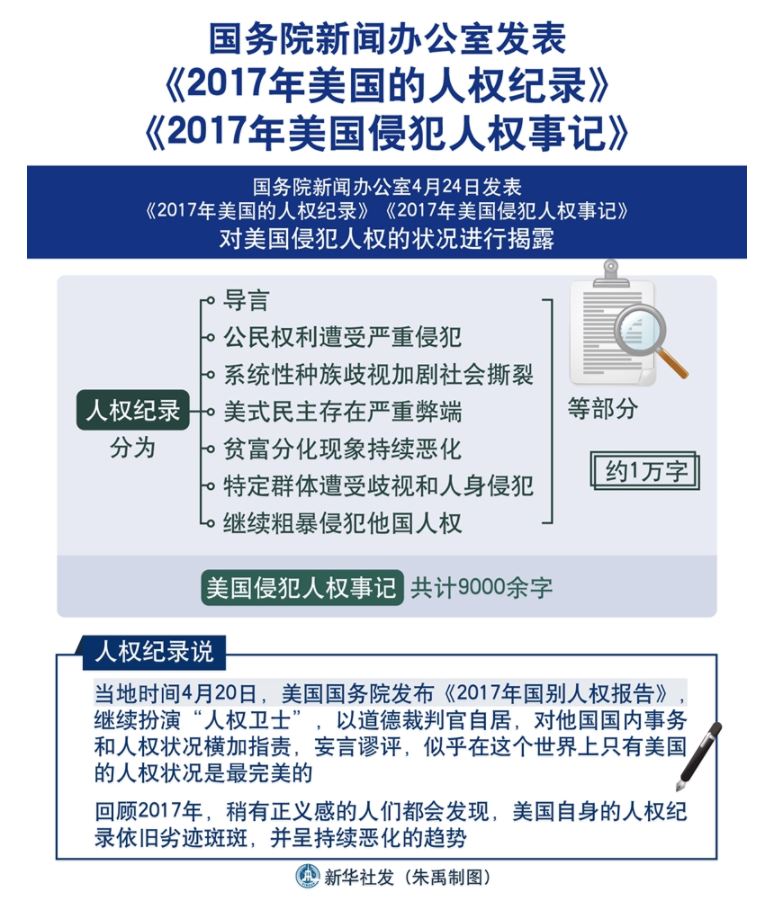 国务院新闻办公室发表
《2017年美国的人权纪录》
《2017年美国侵犯人权事记》
国务院新闻办公室4月24日发表
《2017年美国的人权纪录》《2017年美国侵犯人权事记》
对美国侵犯人权的状况进行揭露
人权纪录
分为
导言
公民权利遭受严重侵犯
系统性种族歧视加剧社会撕裂
美式民主存在严重弊端
贫富分化现象持续恶化
特定群体遭受歧视和人身侵犯
继续粗暴侵犯他国人权
等部分
约1万字
美国侵犯人权事记 共计9000余字
人权纪录说
当地时间4月20日，美国国务院发布《2017年国别人权报告》，
继续扮演“人权卫士”，以道德裁判官自居，对他国国内事务
和人权状况横加指责，妄言谬评，似乎在这个世界上只有美国
的人权状况是最完美的
回顾2017年，稍有正义感的人们都会发现，美国自身的人权纪
录依旧劣迹斑斑，并呈持续恶化的趋势
新华社发（朱禹制图）